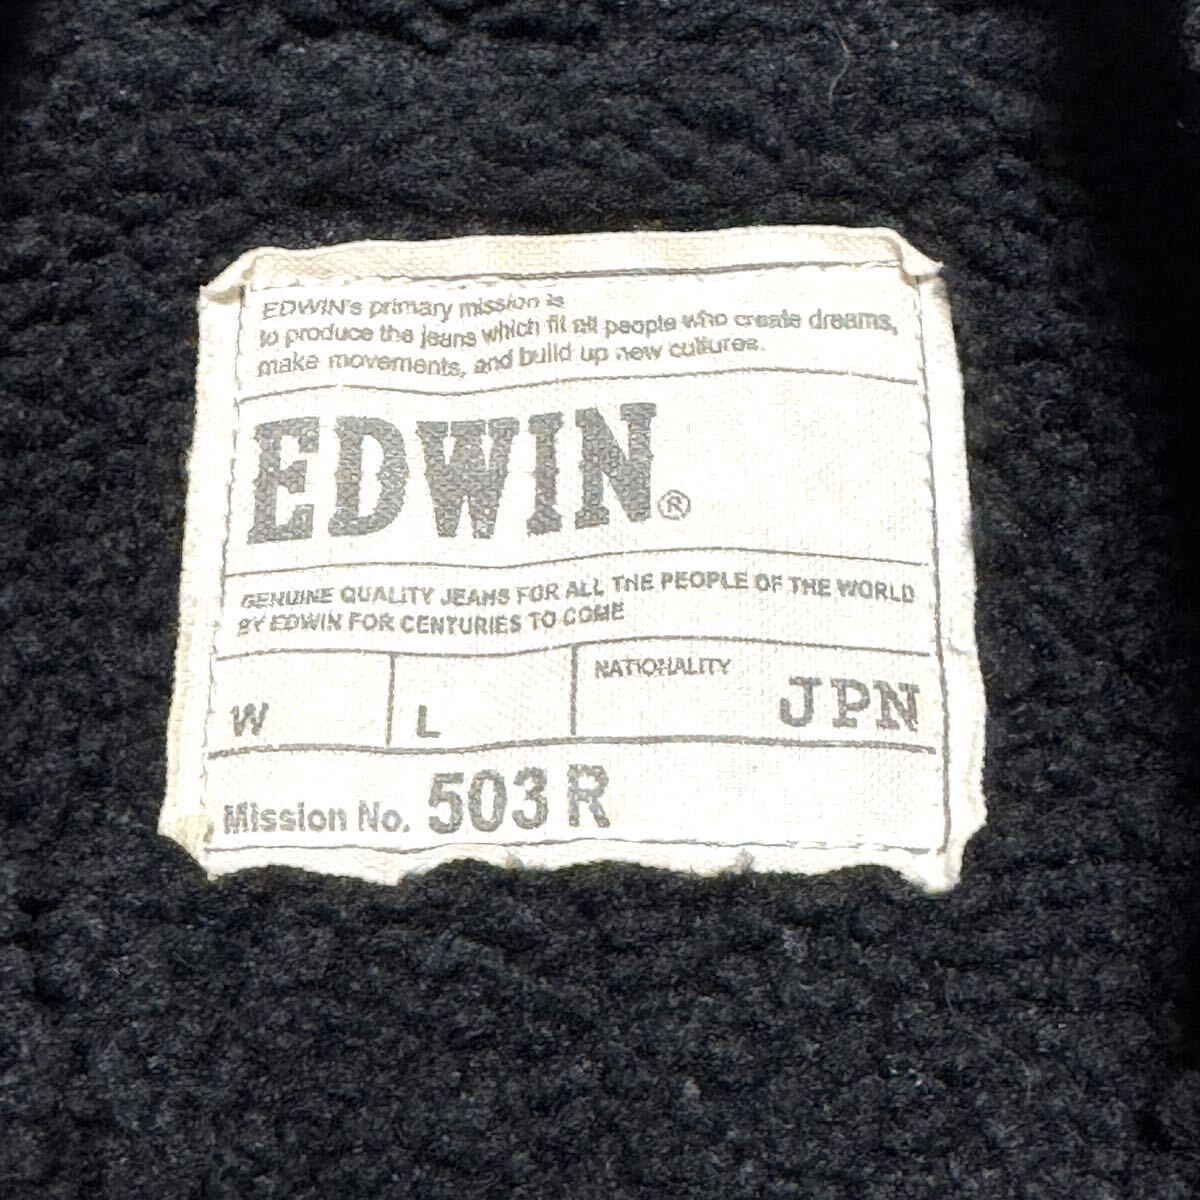 EDWIN's primary mission is
to produce the jeans which fit all people who create dreams,
make movements, and build up new cultures.
EDWIN®
GENUINE QUALITY JEANS FOR ALL THE PEOPLE OF THE WORLD
BY EDWIN FOR CENTURIES TO COME
W L NATIONALITY JPN
Mission No. 503 R